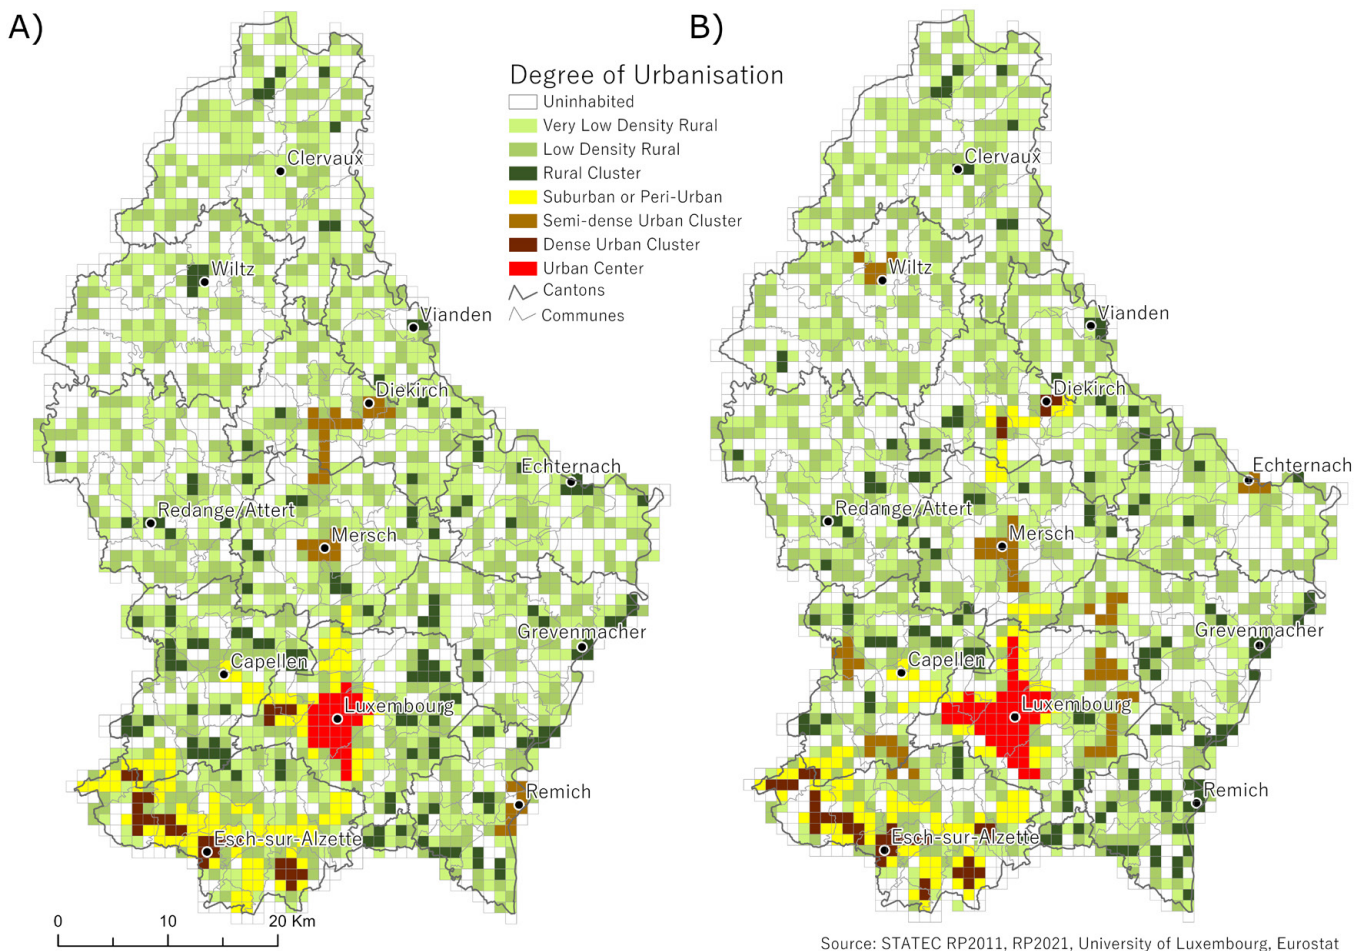 A)
B)
Degree of Urbanisation
Uninhabited
Very Low Density Rural
Low Density Rural
Rural Cluster
Suburban or Peri-Urban
Semi-dense Urban Cluster
Dense Urban Cluster
Urban Center
Cantons
Communes
Clervaux
Wiltz
Vianden
Diekirch
Echternach
Redange/Attert
Mersch
Grevenmacher
Capellen
Luxembourg
Remich
Esch-sur-Alzette
0 10 20 Km
Clervaux
Wiltz
Vianden
Diekirch
Echternach
Redange/Attert
Mersch
Grevenmacher
Capellen
Luxembourg
Remich
Esch-sur-Alzette
Source: STATEC RP2011, RP2021, University of Luxembourg, Eurostat